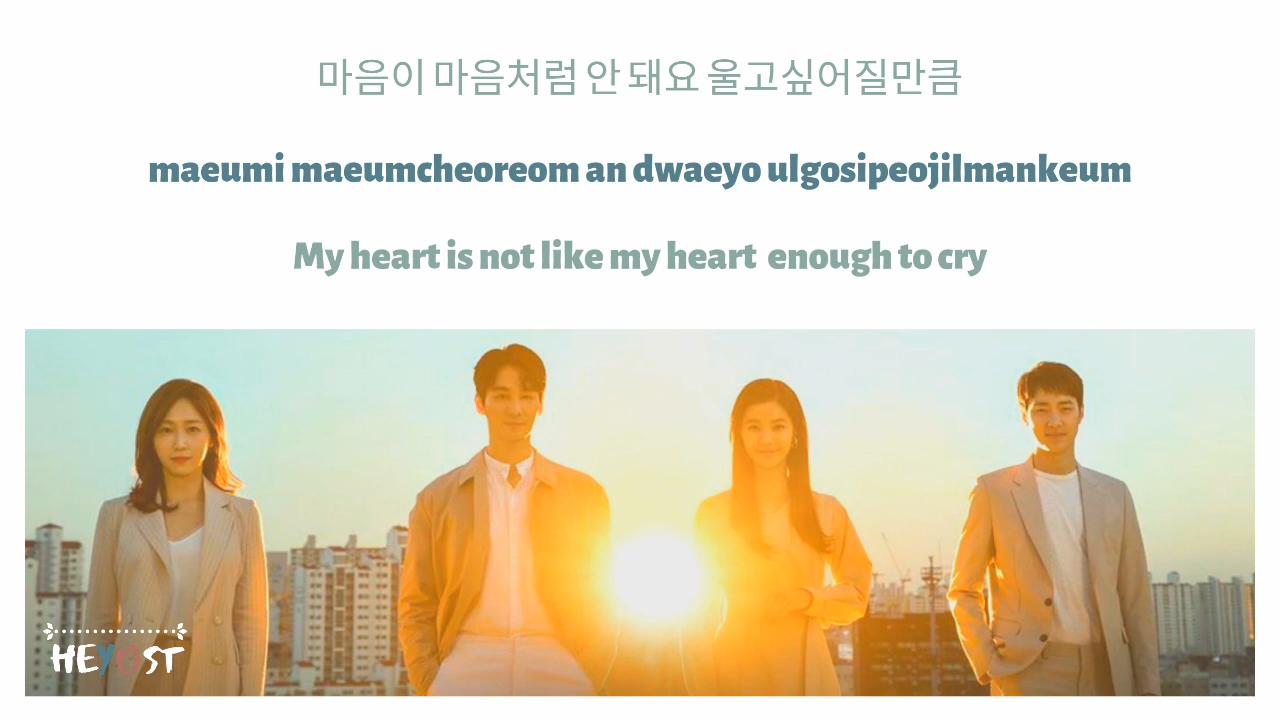 마음이 마음처럼 안 돼요 울고싶어질만큼
maeumi maeumcheoreom an dwaeyo ulgosipeojilmankeum
My heart is not like my heart enough to cry
HEYOST